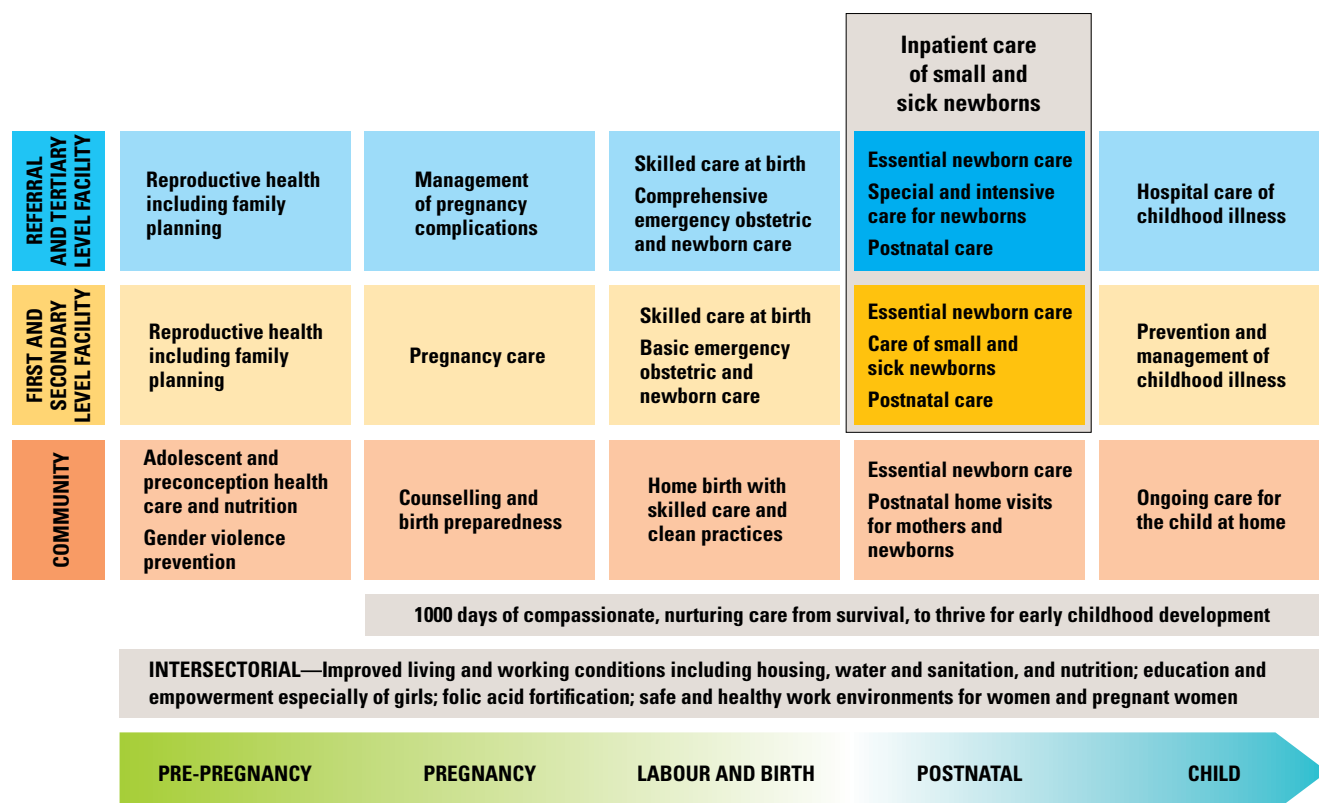 Inpatient care
of small and
sick newborns
REFERRAL
AND TERTIARY
LEVEL FACILITY
Reproductive health
including family
planning
Management
of pregnancy
complications
Skilled care at birth
Comprehensive
emergency obstetric
and newborn care
Essential newborn care
Special and intensive
care for newborns
Postnatal care
Hospital care of
childhood illness
FIRST AND
SECONDARY
LEVEL FACILITY
Reproductive health
including family
planning
Pregnancy care
Skilled care at birth
Basic emergency
obstetric and
newborn care
Essential newborn care
Care of small and
sick newborns
Postnatal care
Prevention and
management of
childhood illness
COMMUNITY
Adolescent and
preconception health
care and nutrition
Gender violence
prevention
Counselling and
birth preparedness
Home birth with
skilled care and
clean practices
Essential newborn care
Postnatal home visits
for mothers and
newborns
Ongoing care for
the child at home
1000 days of compassionate, nurturing care from survival, to thrive for early childhood development
INTERSECTORIAL—Improved living and working conditions including housing, water and sanitation, and nutrition; education and
empowerment especially of girls; folic acid fortification; safe and healthy work environments for women and pregnant women
PRE-PREGNANCY
PREGNANCY
LABOUR AND BIRTH
POSTNATAL
CHILD